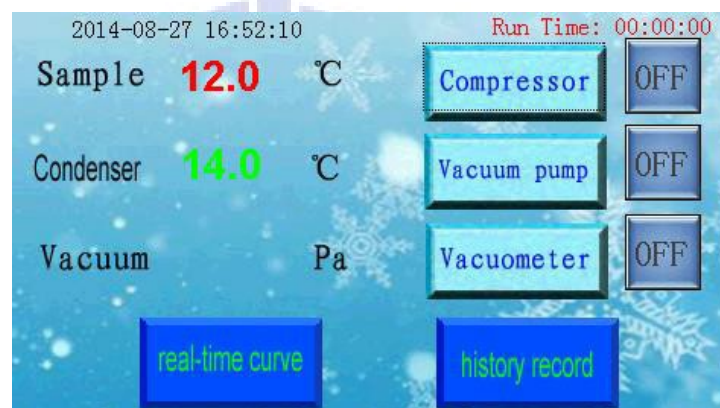 2014-08-27 16:52:10 Run Time: 00:00:00
Sample 12.0 ℃ Compressor OFF
Condenser 14.0 ℃ Vacuum pump OFF
Vacuum Pa Vacuometer OFF
real-time curve history record